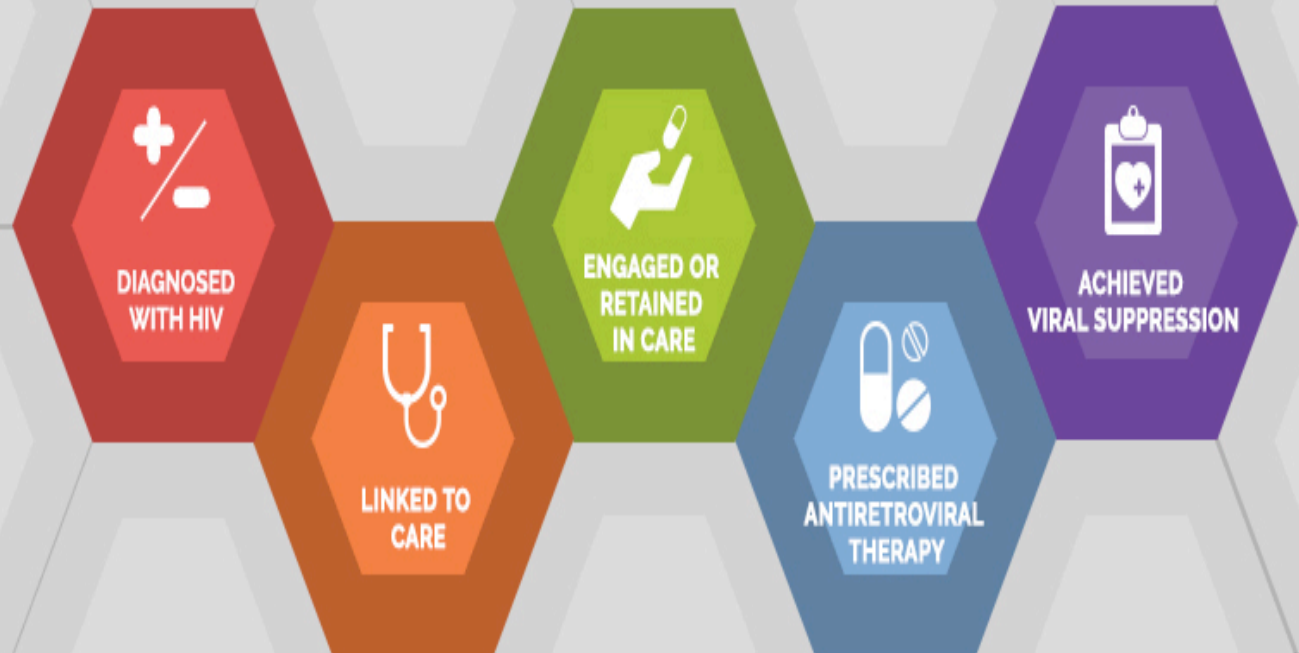 DIAGNOSED
WITH HIV
LINKED TO
CARE
ENGAGED OR
RETAINED
IN CARE
PRESCRIBED
ANTIRETROVIRAL
THERAPY
ACHIEVED
VIRAL SUPPRESSION